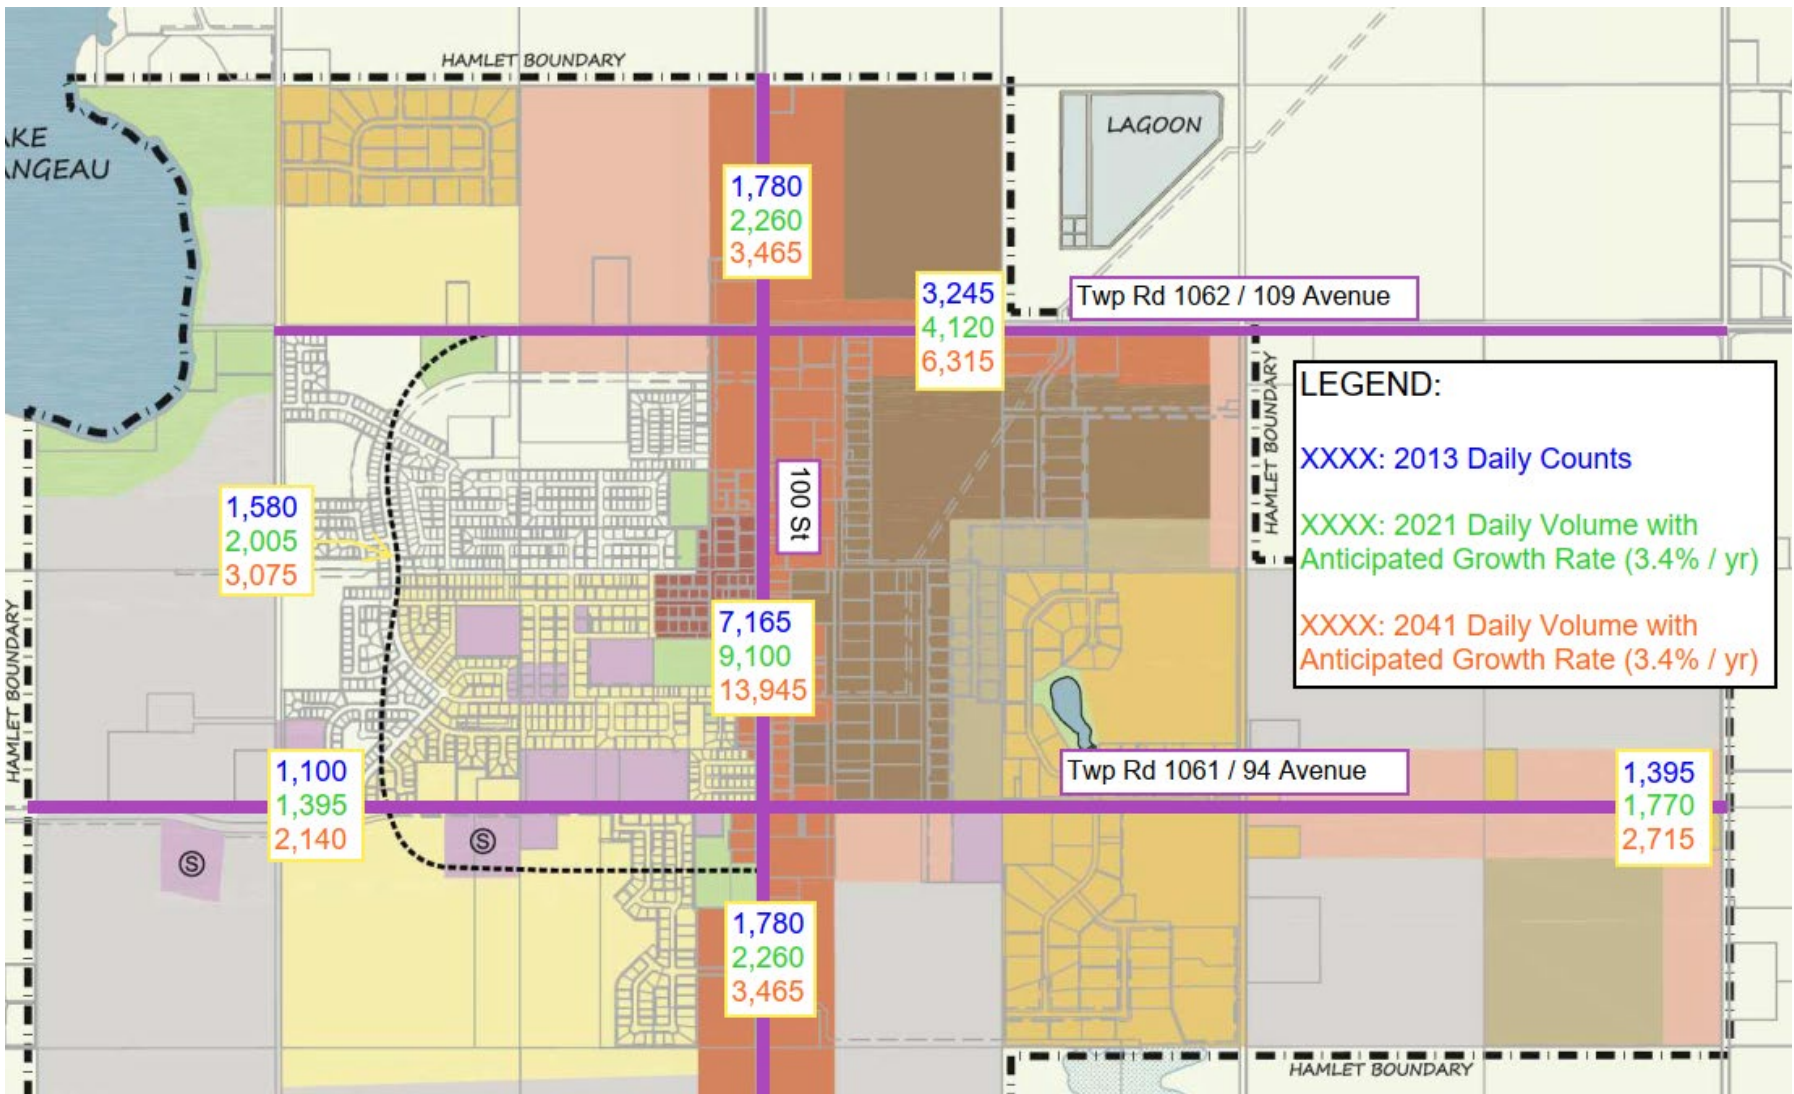 HAMLET BOUNDARY
AKE
ANGEAU
LAGOON
1,780
2,260
3,465
3,245
4,120
6,315
Twp Rd 1062 / 109 Avenue
HAMLET BOUNDARY
LEGEND:
XXXX: 2013 Daily Counts
XXXX: 2021 Daily Volume with
Anticipated Growth Rate (3.4% / yr)
XXXX: 2041 Daily Volume with
Anticipated Growth Rate (3.4% / yr)
100 St
1,580
2,005
3,075
7,165
9,100
13,945
HAMLET BOUNDARY
1,100
1,395
2,140
Twp Rd 1061 / 94 Avenue
1,395
1,770
2,715
S
S
1,780
2,260
3,465
HAMLET BOUNDARY